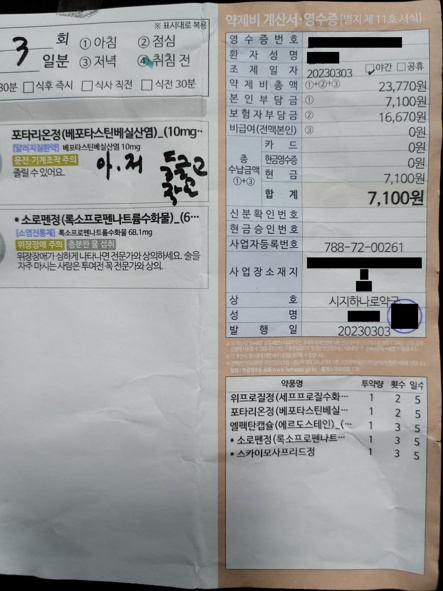 ※ 표시대로 복용
3 회
일분
① 아침 ② 점심
③ 저녁 ④ 취침 전
30분 □ 식후 즉시 □ 식사 직전 □ 식전 30분
포타리온정(베포타스틴베실산염)_(10mg…
[알러지질환약] 베포타스틴베실산염 10mg
운전·기계조작 주의
졸릴 수 있어요.
아. 저
• 소로펜정(록소프로펜나트륨수화물)_(6…
[소염진통제] 록소프로펜나트륨수화물 68.1mg
위장장애 주의 충분한 물 섭취
위장장애가 심하게 나타나면 전문가와 상의하세요. 술을
자주 마시는 사람은 투여전 꼭 전문가와 상의.
약제비 계산서·영수증 [별지 제11호 서식]
영수증번호
환자성명
조제일자 20230303 ☑야간 □공휴
약제비총액 ①+②+③ 23,770원
본인부담금 ① 7,100원
보험자부담금 ② 16,670원
비급여(전액본인) ③ 0원
총수납금액 ①+③
카드 0원
현금영수증 0원
현금 7,100원
합계 7,100원
신분확인번호
현금승인번호
사업자등록번호 788-72-00261
사업장소재지
상호 시지하나로약국
성명
발행일 20230303
약품명 투약량 횟수 일수
위프로질정(세프프로질수화… 1 2 5
포타리온정(베포타스틴베실… 1 2 5
엘펙탄캡슐(에르도스테인)_(… 1 3 5
• 소로펜정(록소프로펜나트… 1 3 5
• 스카이모사프리드정 1 3 5